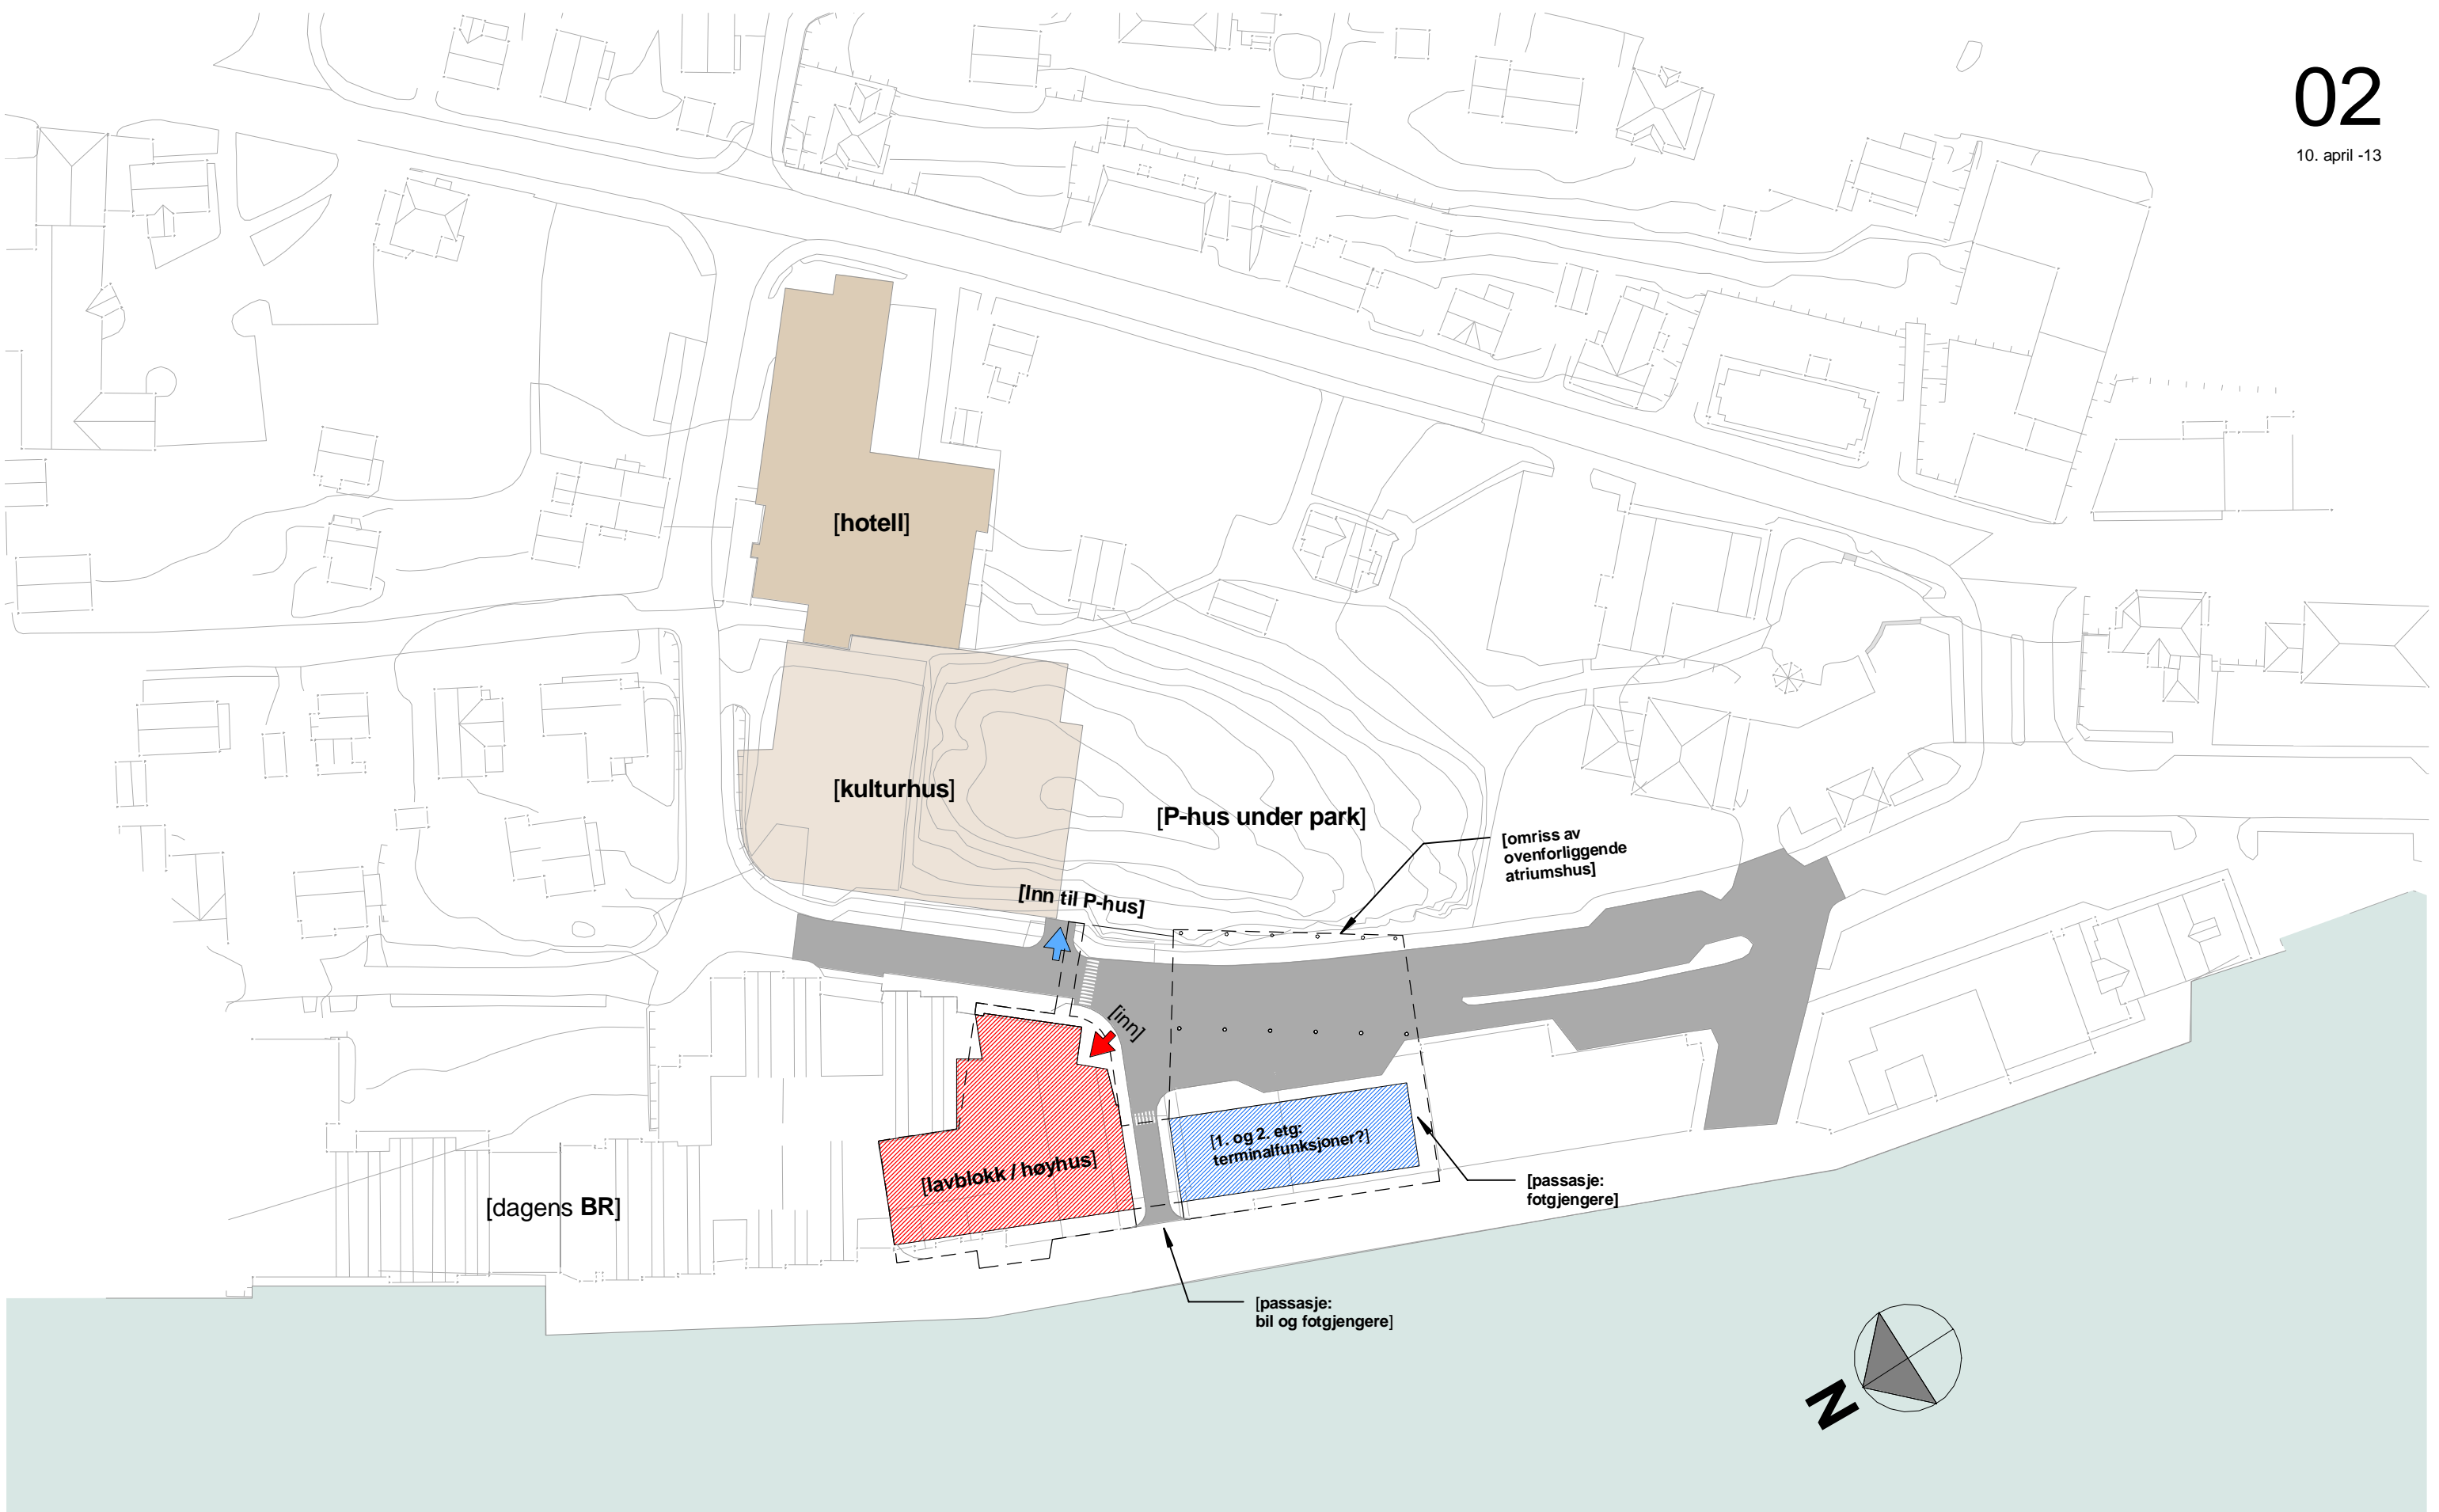 02
10. april -13
[hotell]
[kulturhus]
[P-hus under park]
[omriss av
ovenforliggende
atriumshus]
[Inn til P-hus]
[inn]
[1. og 2. etg:
terminalfunksjoner?]
[lavblokk / høyhus]
[dagens BR]
[passasje:
fotgjengere]
[passasje:
bil og fotgjengere]
N